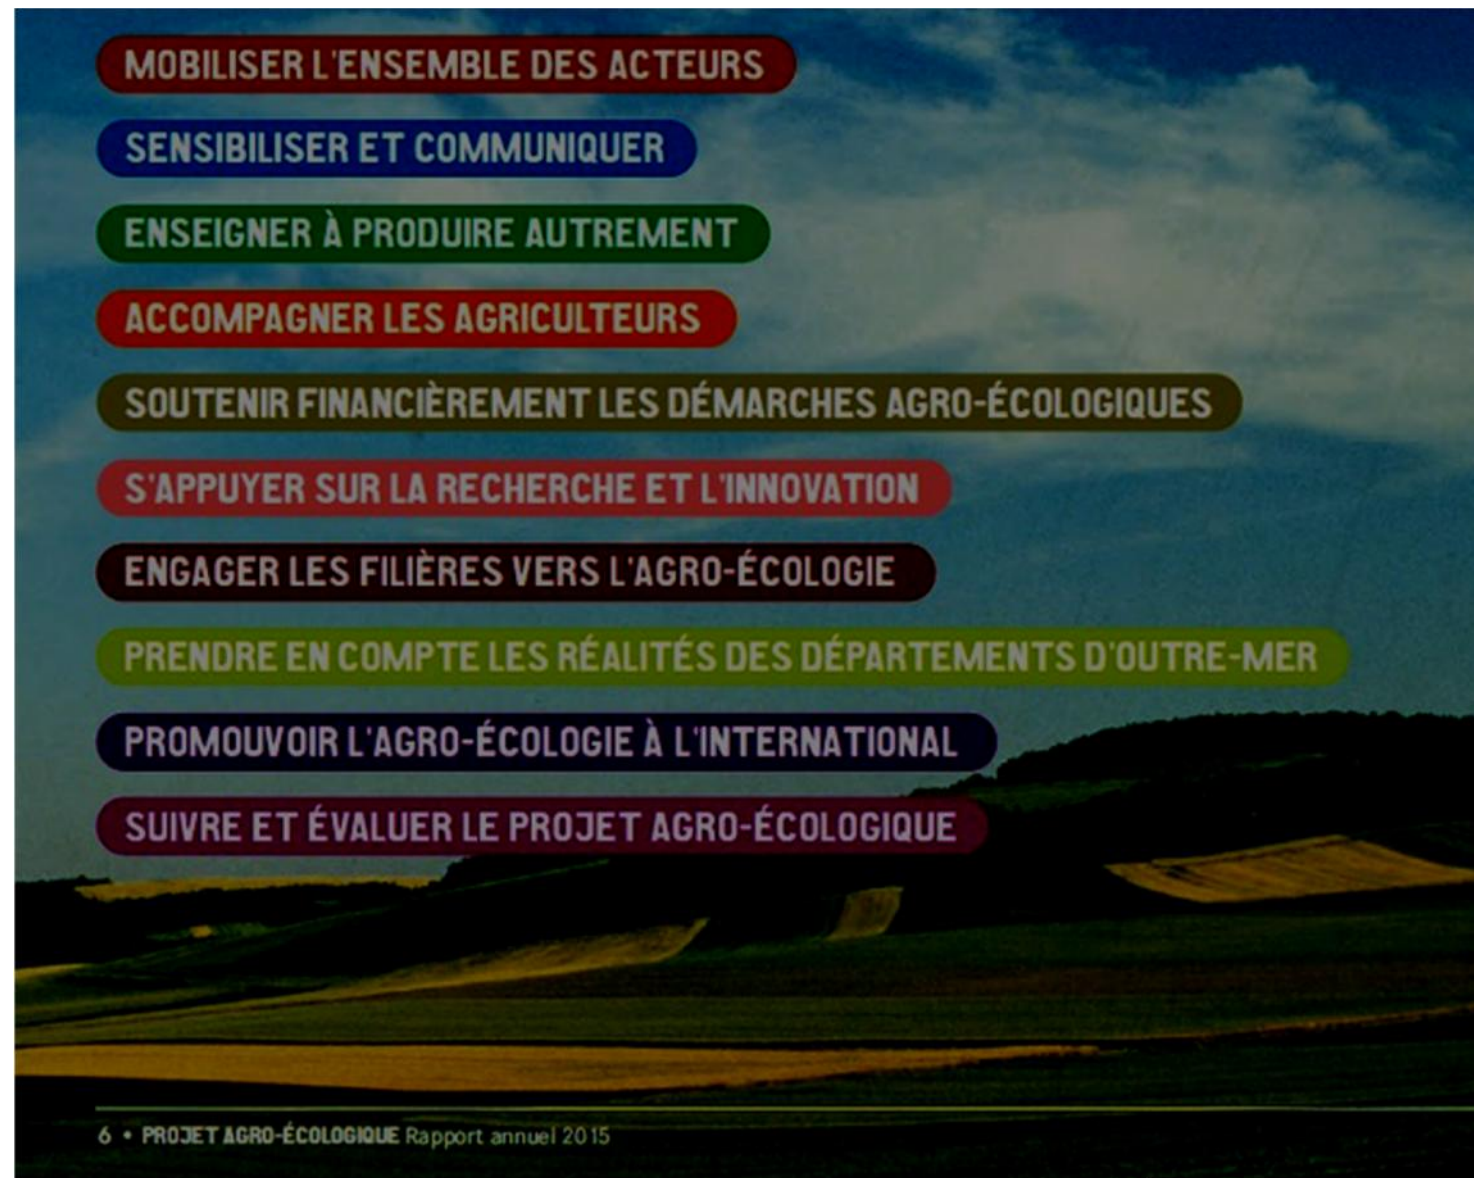 MOBILISER L'ENSEMBLE DES ACTEURS
SENSIBILISER ET COMMUNIQUER
ENSEIGNER À PRODUIRE AUTREMENT
ACCOMPAGNER LES AGRICULTEURS
SOUTENIR FINANCIÈREMENT LES DÉMARCHES AGRO-ÉCOLOGIQUES
S'APPUYER SUR LA RECHERCHE ET L'INNOVATION
ENGAGER LES FILIÈRES VERS L'AGRO-ÉCOLOGIE
PRENDRE EN COMPTE LES RÉALITÉS DES DÉPARTEMENTS D'OUTRE-MER
PROMOUVOIR L'AGRO-ÉCOLOGIE À L'INTERNATIONAL
SUIVRE ET ÉVALUER LE PROJET AGRO-ÉCOLOGIQUE
6 • PROJET AGRO-ÉCOLOGIQUE Rapport annuel 2015